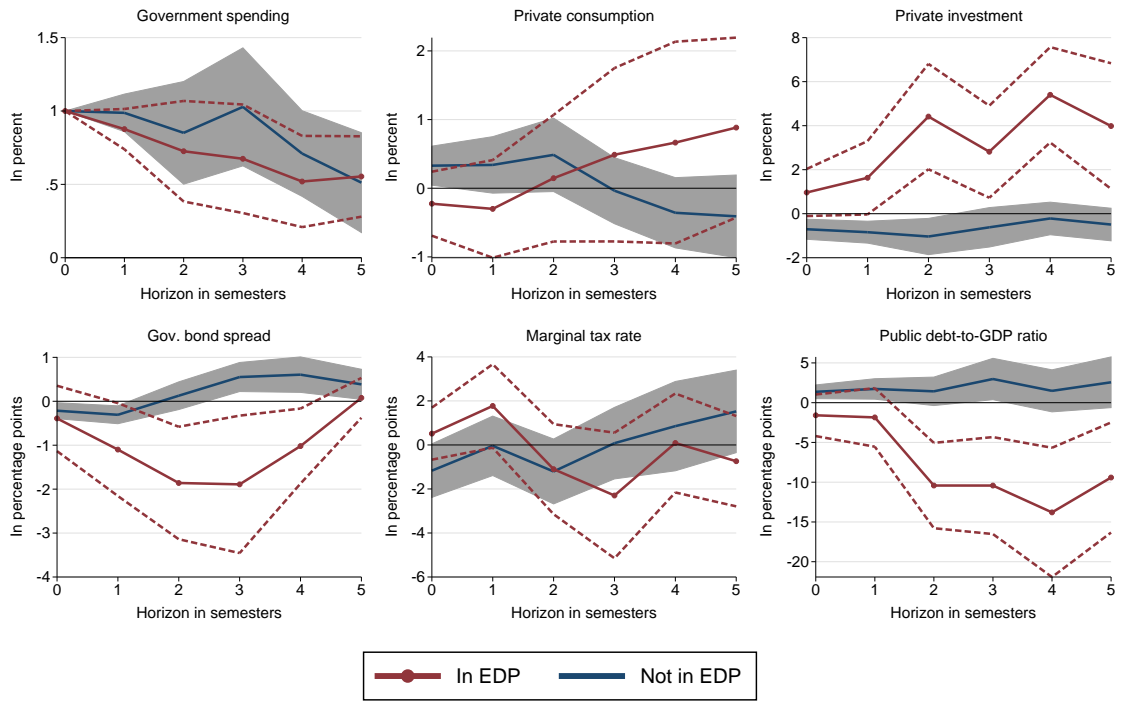 Government spending
In percent
1.5
1
.5
0
0 1 2 3 4 5
Horizon in semesters
Private consumption
In percent
2
1
0
-1
0 1 2 3 4 5
Horizon in semesters
Private investment
In percent
8
6
4
2
0
-2
0 1 2 3 4 5
Horizon in semesters
Gov. bond spread
In percentage points
1
0
-1
-2
-3
-4
0 1 2 3 4 5
Horizon in semesters
Marginal tax rate
In percentage points
4
2
0
-2
-4
-6
0 1 2 3 4 5
Horizon in semesters
Public debt-to-GDP ratio
In percentage points
5
0
-5
-10
-15
-20
0 1 2 3 4 5
Horizon in semesters
In EDP Not in EDP